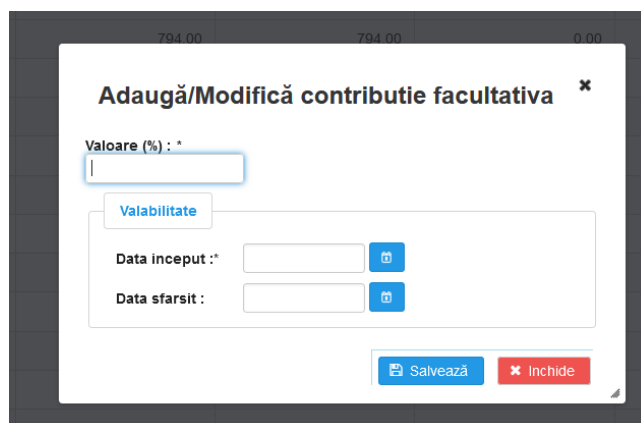 794.00 794.00 0.00
Adaugă/Modifică contributie facultativa
Valoare (%) : *
Valabilitate
Data inceput :*
Data sfarsit :
Salvează Inchide